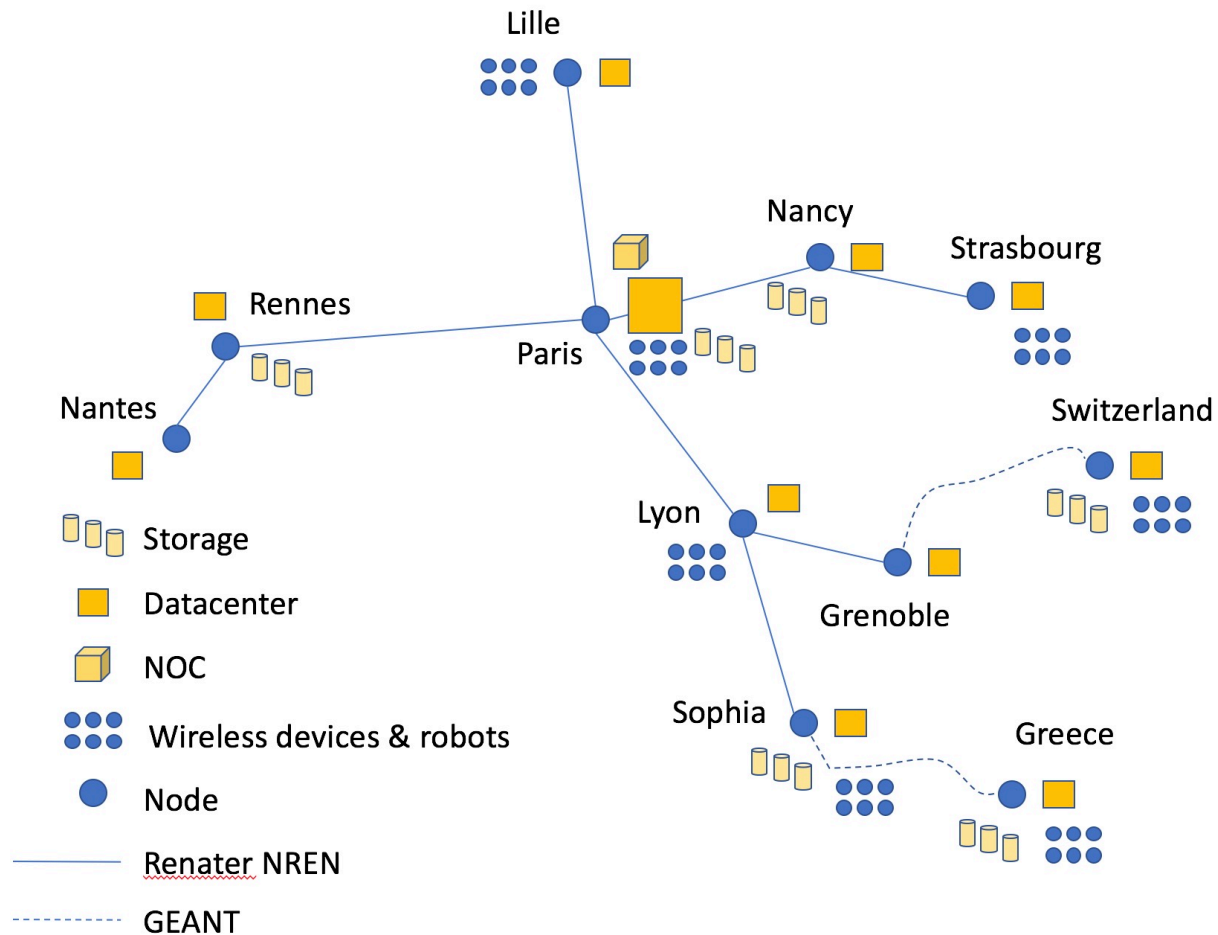 Lille
Nancy
Strasbourg
Rennes
Paris
Nantes
Switzerland
Lyon
Storage
Datacenter
Grenoble
NOC
Sophia
Greece
Wireless devices & robots
Node
Renater NREN
GEANT